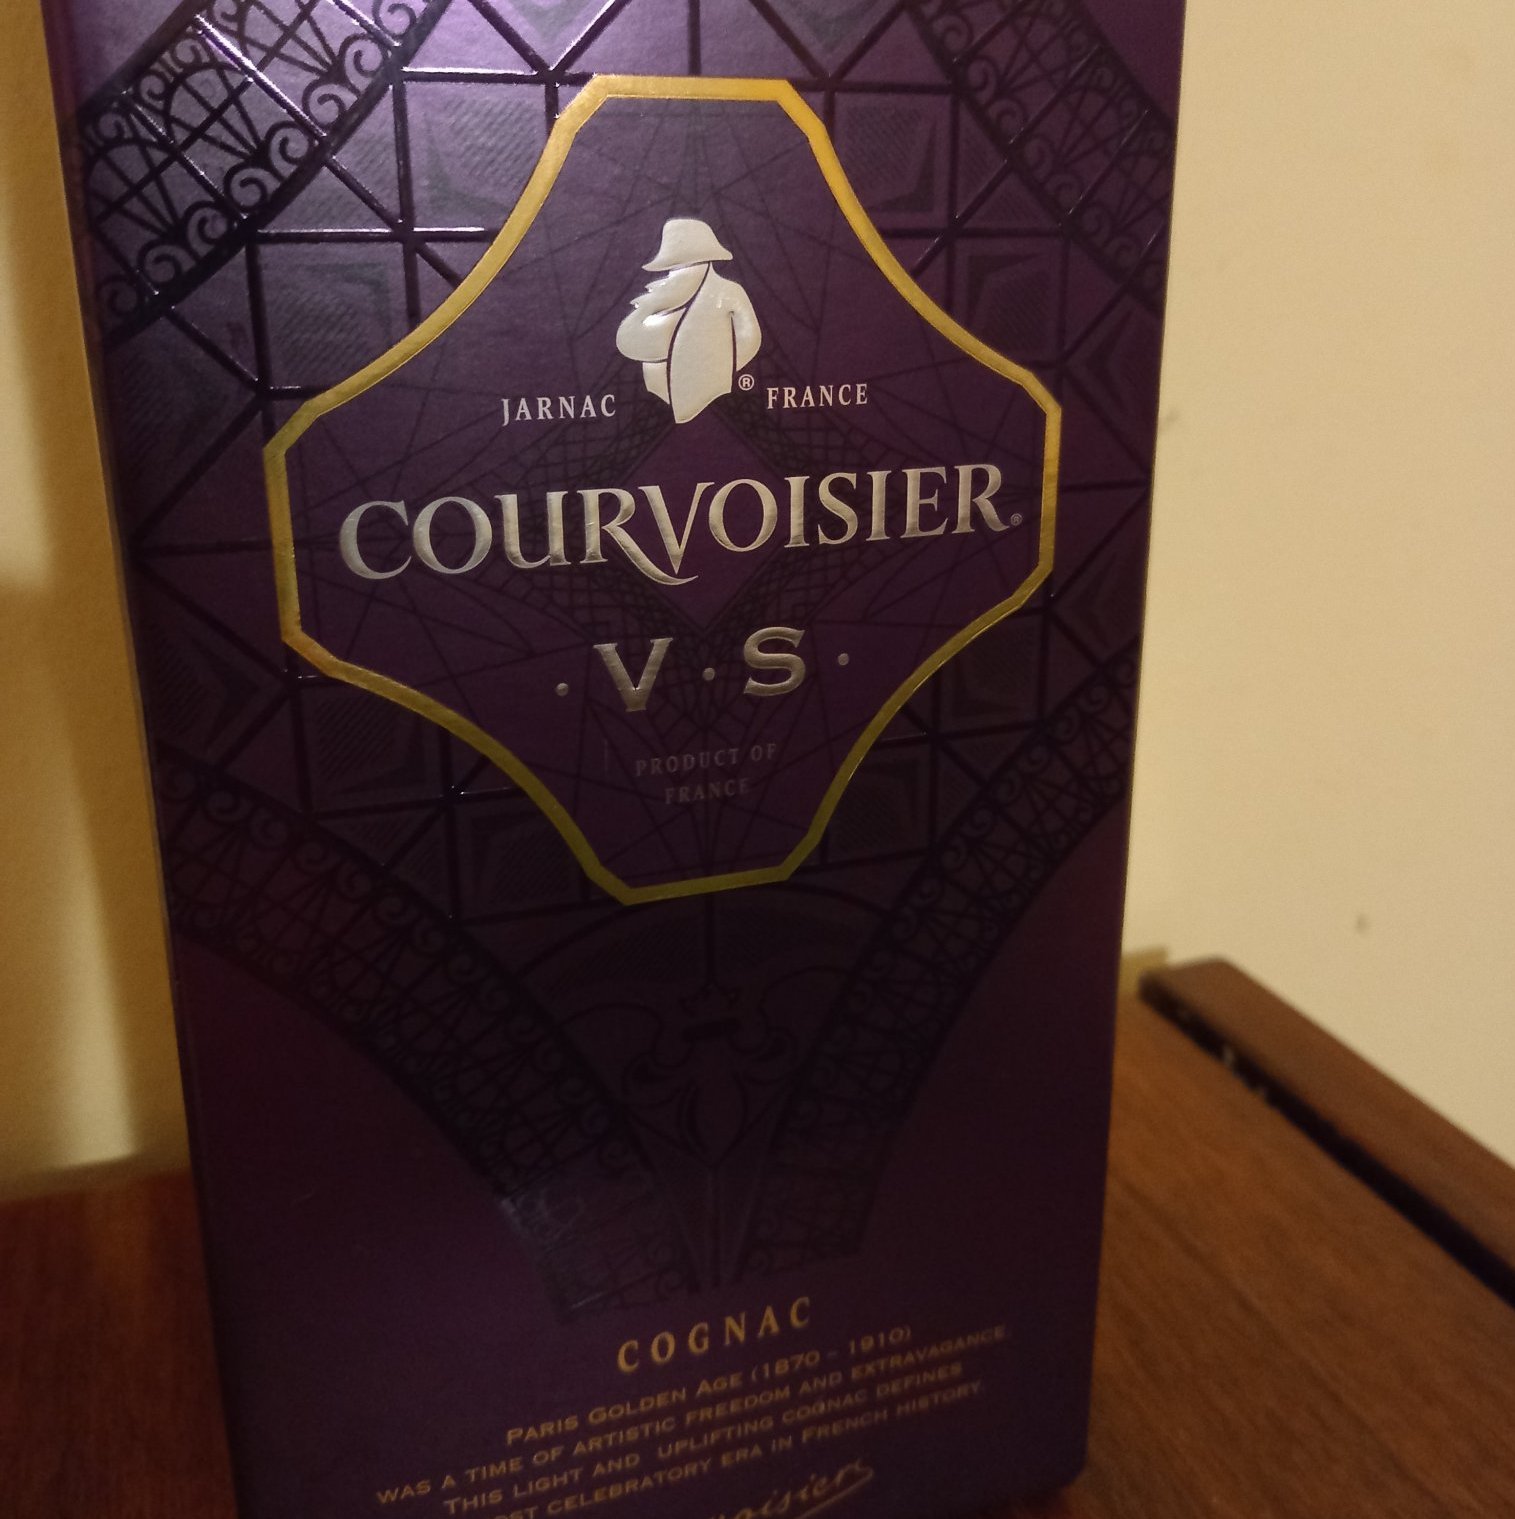 JARNAC ® FRANCE
COURVOISIER®
· V · S ·
PRODUCT OF
FRANCE
COGNAC
PARIS GOLDEN AGE (1870 - 1910)
WAS A TIME OF ARTISTIC FREEDOM AND EXTRAVAGANCE.
THIS LIGHT AND UPLIFTING COGNAC DEFINES
CELEBRATORY ERA IN FRENCH HISTORY